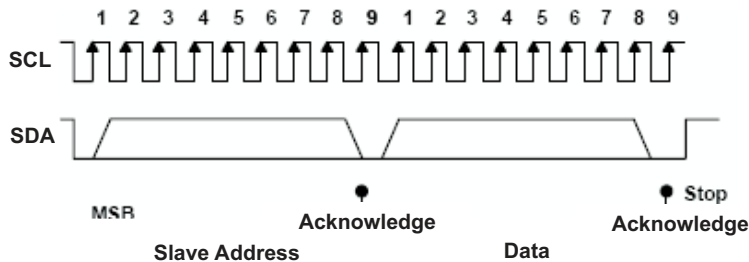 1 2 3 4 5 6 7 8 9 1 2 3 4 5 6 7 8 9
SCL
SDA
MSB
Acknowledge
Stop
Acknowledge
Slave Address
Data